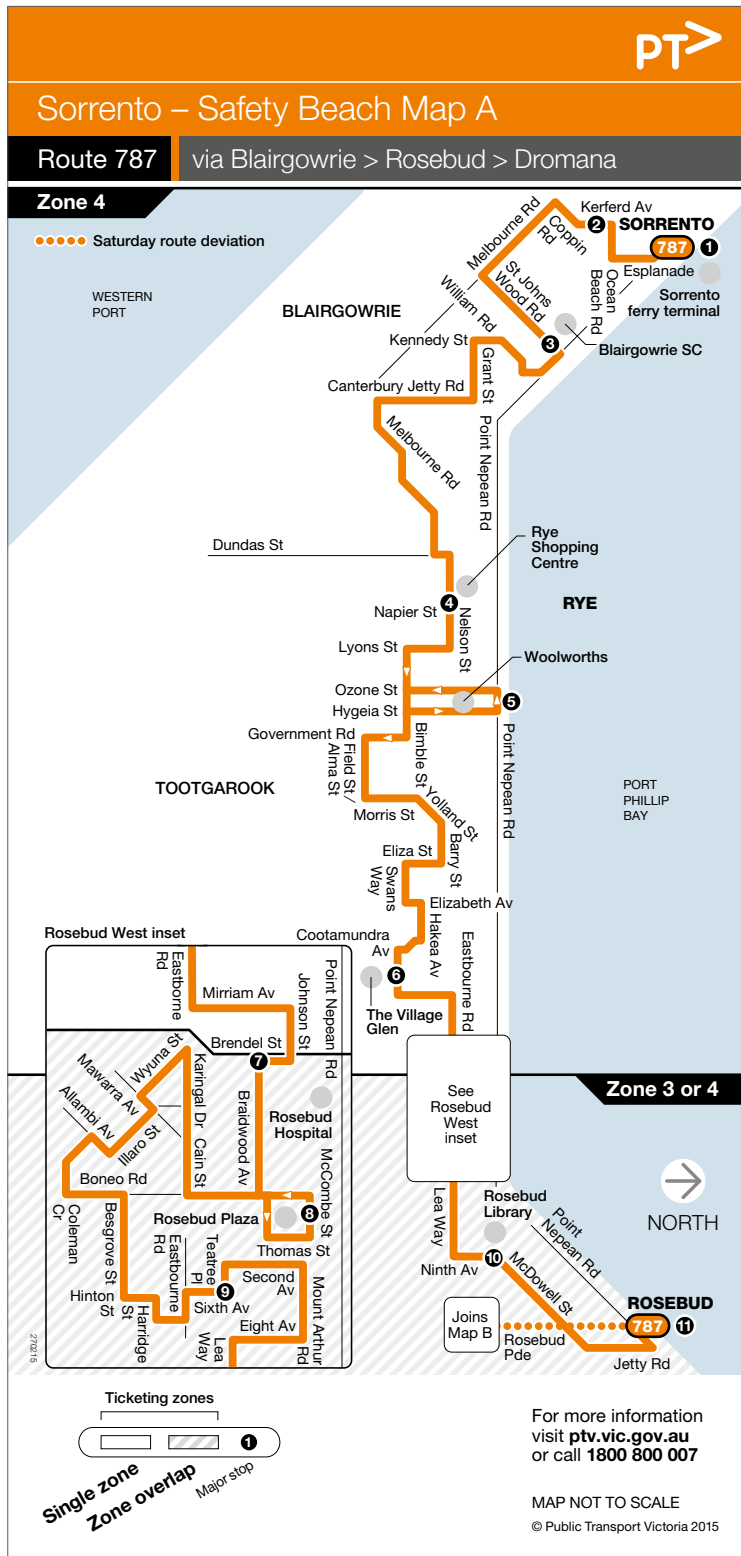 PT>
Sorrento – Safety Beach Map A
Route 787
via Blairgowrie > Rosebud > Dromana
Zone 4
Saturday route deviation
WESTERN
PORT
Kerferd Av
Melbourne Rd
Coppin
Rd
2
SORRENTO
787
1
Esplanade
Sorrento
ferry terminal
Ocean
Beach Rd
St Johns
Wood Rd
William Rd
BLAIRGOWRIE
Kennedy St
3
Blairgowrie SC
Grant St
Canterbury Jetty Rd
Melbourne Rd
Point Nepean Rd
Dundas St
Rye
Shopping
Centre
4
Napier St
Nelson St
RYE
Lyons St
Woolworths
Ozone St
Hygeia St
5
Government Rd
Field St/
Alma St
Bimble St
Point Nepean Rd
TOOTGAROOK
PORT
PHILLIP
BAY
Morris St
Yolland St
Barry St
Eliza St
Swans
Way
Elizabeth Av
Hakea Av
Cootamundra
Av
Eastbourne Rd
6
The Village
Glen
Rosebud West inset
Eastborne
Rd
Mirriam Av
Johnson St
Point Nepean Rd
Brendel St
7
Wyuna St
Mawarra Av
Allambi Av
Illaro St
Karingal Dr
Cain St
Braidwood Av
Rosebud
Hospital
McCombe St
Boneo Rd
Coleman
Cr
Besgrove St
Rosebud Plaza
8
Thomas St
Eastbourne
Rd
Teatree
Pl
Second
Av
9
Hinton
St
Harridge
St
Sixth Av
Eight Av
Lea
Way
Mount Arthur
Rd
See
Rosebud
West
inset
Zone 3 or 4
NORTH
Lea Way
Rosebud
Library
Point
Nepean Rd
10
Ninth Av
McDowell St
ROSEBUD
787
11
Joins
Map B
Rosebud
Pde
Jetty Rd
270215
Ticketing zones
1
Single zone
Zone overlap
Major stop
For more information
visit ptv.vic.gov.au
or call 1800 800 007
MAP NOT TO SCALE
© Public Transport Victoria 2015